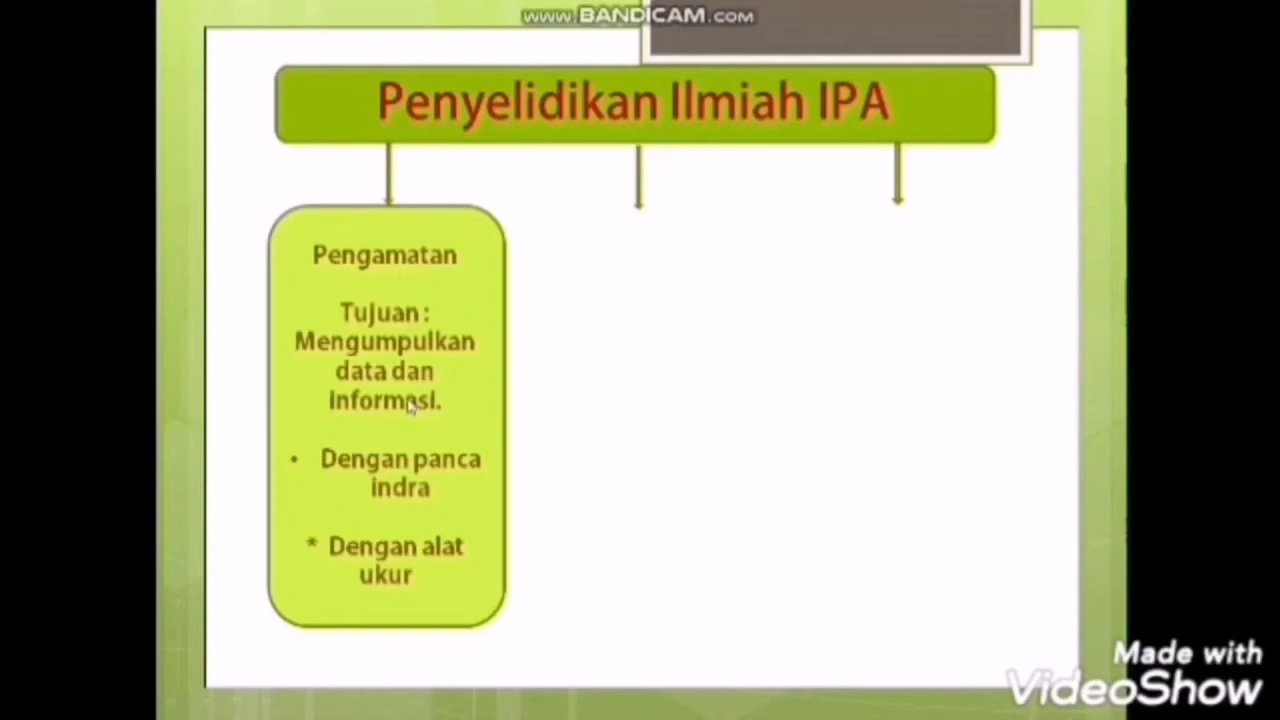 www.BANDICAM.com
Penyelidikan Ilmiah IPA
Pengamatan
Tujuan :
Mengumpulkan
data dan
informasi.
• Dengan panca
indra
* Dengan alat
ukur
Made with
VideoShow